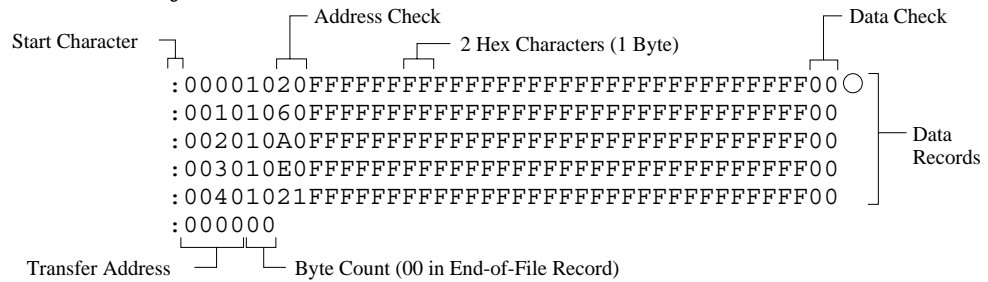 Address Check
Data Check
Start Character
2 Hex Characters (1 Byte)
:00001020FFFFFFFFFFFFFFFFFFFFFFFFFFFFFFFF00
:00101060FFFFFFFFFFFFFFFFFFFFFFFFFFFFFFFF00
:002010A0FFFFFFFFFFFFFFFFFFFFFFFFFFFFFFFF00
Data
Records
:003010E0FFFFFFFFFFFFFFFFFFFFFFFFFFFFFFFF00
:00401021FFFFFFFFFFFFFFFFFFFFFFFFFFFFFFFF00
:000000
Transfer Address
Byte Count (00 in End-of-File Record)